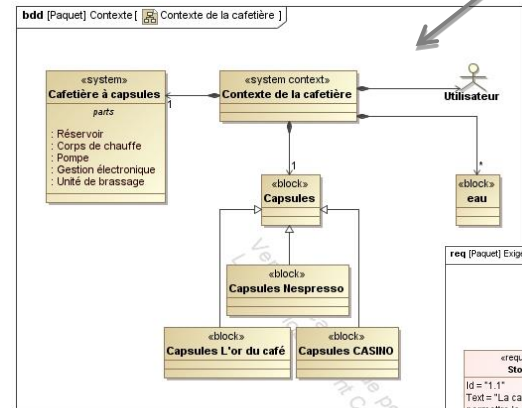 bdd [Paquet] Contexte [ Contexte de la cafetière ]
«system»
Cafetière à capsules
parts
: Réservoir
: Corps de chauffe
: Pompe
: Gestion électronique
: Unité de brassage
1
«system context»
Contexte de la cafetière
Utilisateur
1
*
«block»
Capsules
«block»
eau
«block»
Capsules Nespresso
«block»
Capsules L'or du café
«block»
Capsules CASINO
req [Paquet] Exige
«requ
Sto
Id = "1.1"
Text = "La ca